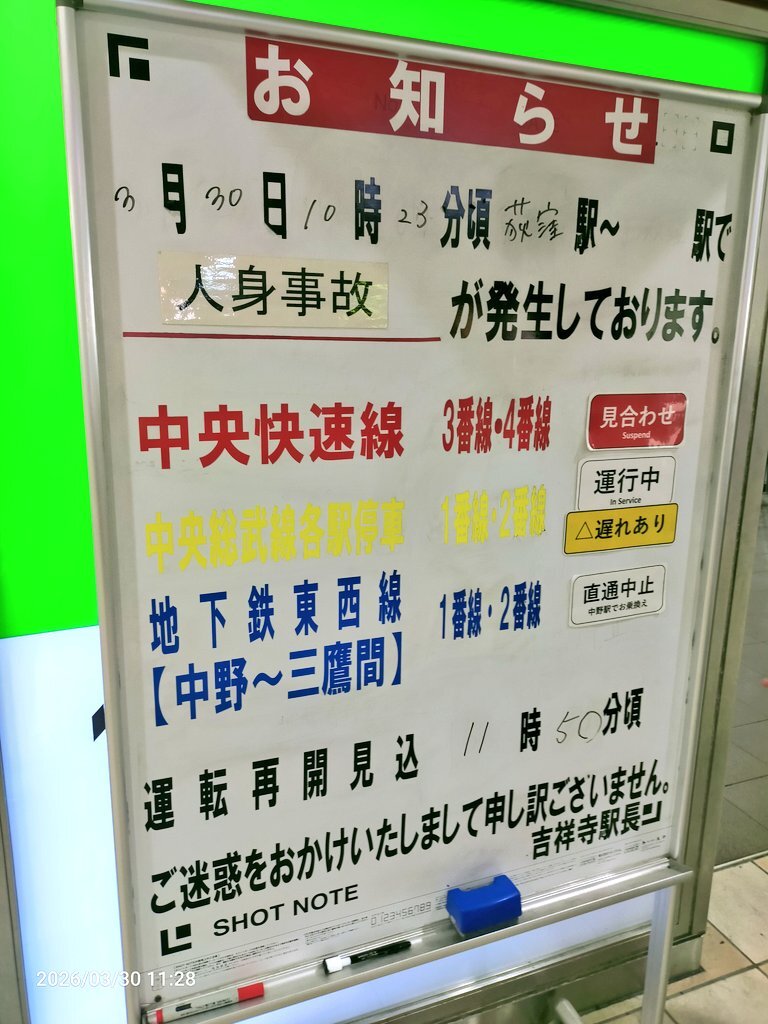 お知らせ
3月30日10時23分頃荻窪駅～　　駅で
人身事故が発生しております。
中央快速線 3番線・4番線 見合わせ
Suspend
中央総武線各駅停車 1番線・2番線 運行中
In Service
△遅れあり
地下鉄東西線 1番線・2番線 直通中止
中野駅でお乗換え
【中野～三鷹間】
運転再開見込 11時50分頃
ご迷惑をおかけいたしまして申し訳ございません。
吉祥寺駅長
SHOT NOTE
0123456789
2026/03/30 11:28